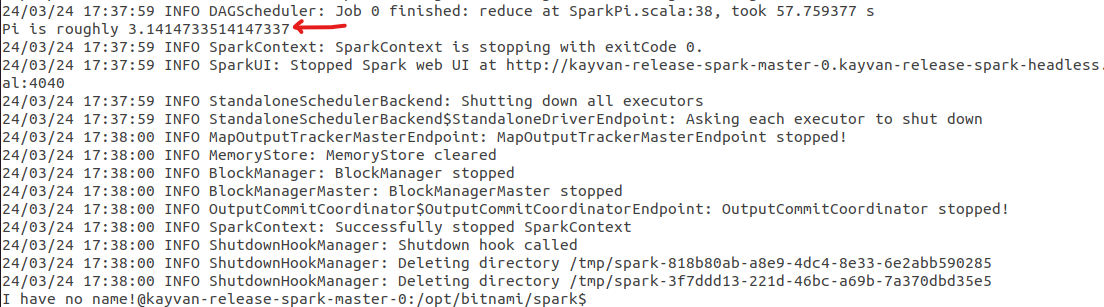 24/03/24 17:37:59 INFO DAGScheduler: Job 0 finished: reduce at SparkPi.scala:38, took 57.759377 s
Pi is roughly 3.1414733514147337
24/03/24 17:37:59 INFO SparkContext: SparkContext is stopping with exitCode 0.
24/03/24 17:37:59 INFO SparkUI: Stopped Spark web UI at http://kayvan-release-spark-master-0.kayvan-release-spark-headless.
al:4040
24/03/24 17:37:59 INFO StandaloneSchedulerBackend: Shutting down all executors
24/03/24 17:37:59 INFO StandaloneSchedulerBackend$StandaloneDriverEndpoint: Asking each executor to shut down
24/03/24 17:38:00 INFO MapOutputTrackerMasterEndpoint: MapOutputTrackerMasterEndpoint stopped!
24/03/24 17:38:00 INFO MemoryStore: MemoryStore cleared
24/03/24 17:38:00 INFO BlockManager: BlockManager stopped
24/03/24 17:38:00 INFO BlockManagerMaster: BlockManagerMaster stopped
24/03/24 17:38:00 INFO OutputCommitCoordinator$OutputCommitCoordinatorEndpoint: OutputCommitCoordinator stopped!
24/03/24 17:38:00 INFO SparkContext: Successfully stopped SparkContext
24/03/24 17:38:00 INFO ShutdownHookManager: Shutdown hook called
24/03/24 17:38:00 INFO ShutdownHookManager: Deleting directory /tmp/spark-818b80ab-a8e9-4dc4-8e33-6e2abb590285
24/03/24 17:38:00 INFO ShutdownHookManager: Deleting directory /tmp/spark-3f7ddd13-221d-46bc-a69b-7a370dbd35e5
I have no name!@kayvan-release-spark-master-0:/opt/bitnami/spark$